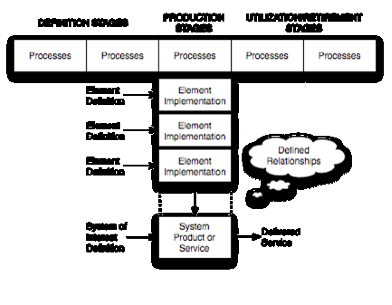 DEFINITION STAGES
PRODUCTION
STAGES
UTILIZATION/RETIREMENT
STAGES
Processes
Processes
Processes
Processes
Processes
Element
Definition
Element
Implementation
Element
Definition
Element
Implementation
Element
Definition
Element
Implementation
Defined
Relationships
System of
Interest
Definition
System
Product or
Service
Delivered
Service